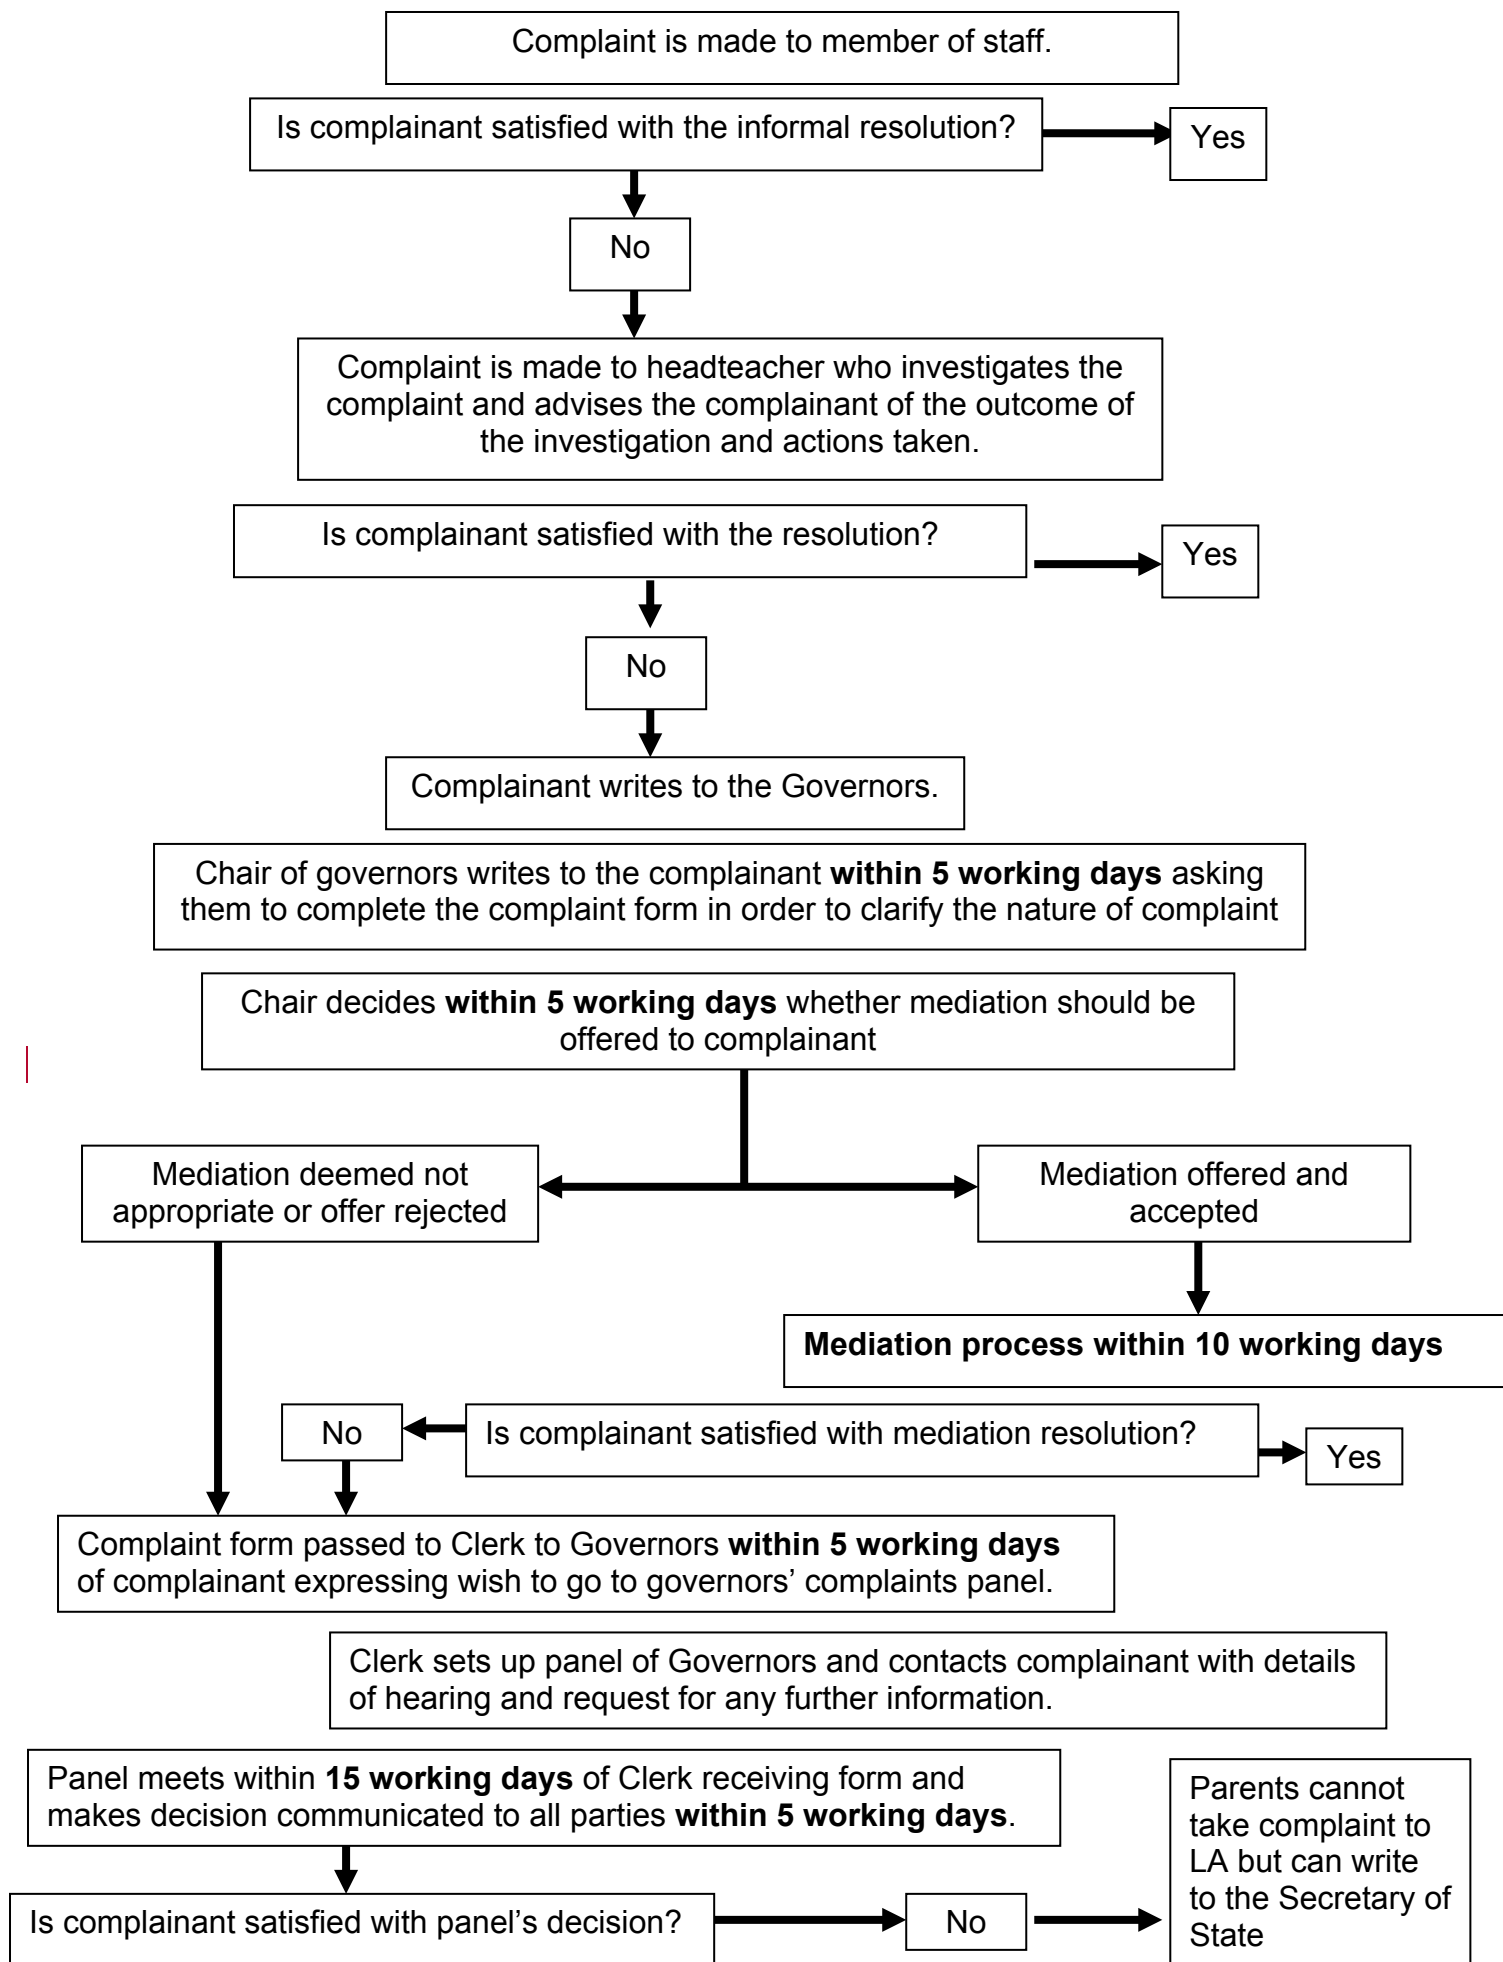 Complaint is made to member of staff.
Is complainant satisfied with the informal resolution?
Yes
No
Complaint is made to headteacher who investigates the
complaint and advises the complainant of the outcome of
the investigation and actions taken.
Is complainant satisfied with the resolution?
Yes
No
Complainant writes to the Governors.
Chair of governors writes to the complainant within 5 working days asking
them to complete the complaint form in order to clarify the nature of complaint
Chair decides within 5 working days whether mediation should be
offered to complainant
Mediation deemed not
appropriate or offer rejected
Mediation offered and
accepted
Mediation process within 10 working days
No
Is complainant satisfied with mediation resolution?
Yes
Complaint form passed to Clerk to Governors within 5 working days
of complainant expressing wish to go to governors’ complaints panel.
Clerk sets up panel of Governors and contacts complainant with details
of hearing and request for any further information.
Panel meets within 15 working days of Clerk receiving form and
makes decision communicated to all parties within 5 working days.
Is complainant satisfied with panel’s decision?
No
Parents cannot
take complaint to
LA but can write
to the Secretary of
State